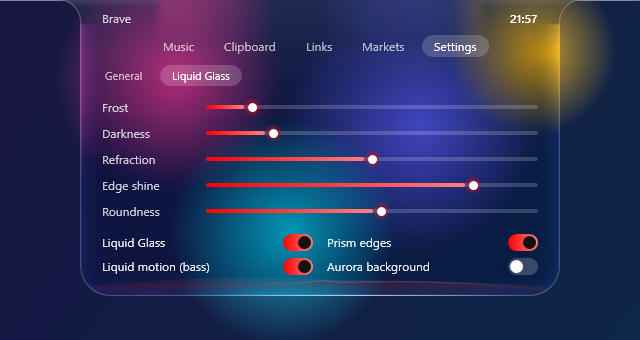 Brave 21:57
Music Clipboard Links Markets Settings
General Liquid Glass
Frost
Darkness
Refraction
Edge shine
Roundness
Liquid Glass Prism edges
Liquid motion (bass) Aurora background